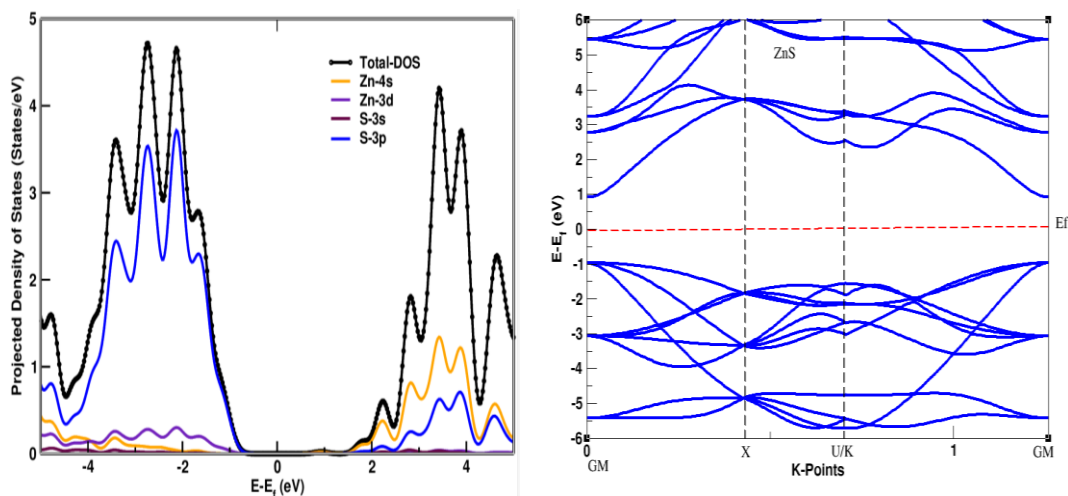 5
4
3
2
1
0
Projected Density of States (States/eV)
Total-DOS
Zn-4s
Zn-3d
S-3s
S-3p
-4
-2
0
2
4
E-E_f (eV)
6
5
4
3
2
1
0
-1
-2
-3
-4
-5
-6
E-E_f (eV)
ZnS
Ef
0
X
U/K
1
GM
GM
K-Points